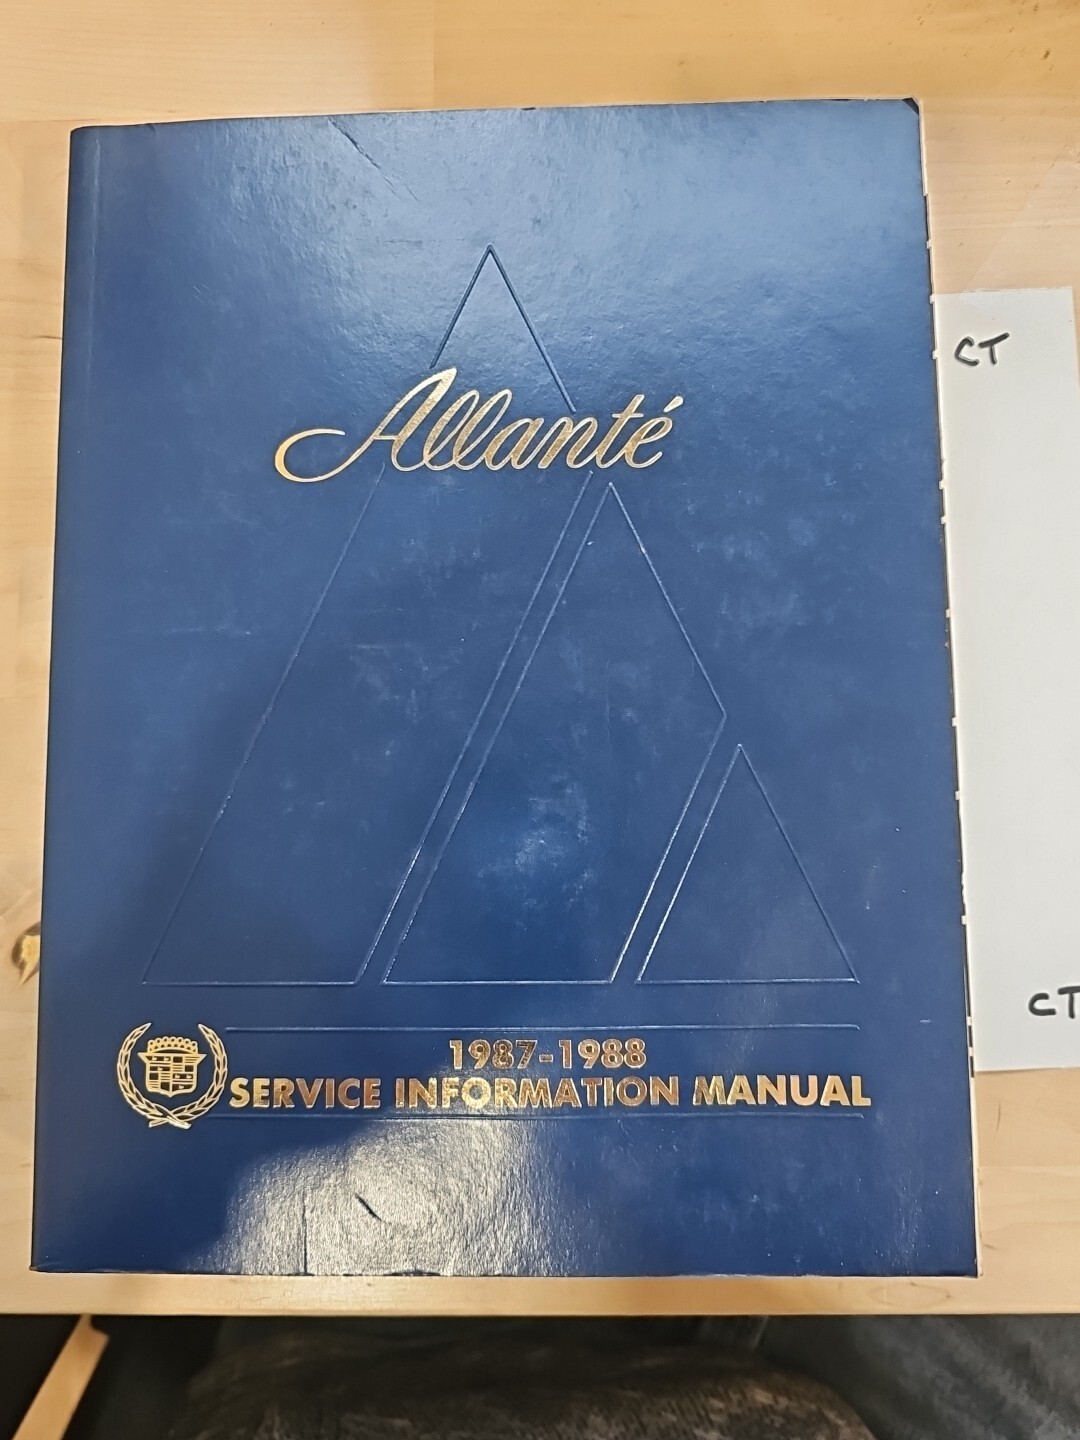 CT
Allanté
CT
1987-1988
SERVICE INFORMATION MANUAL